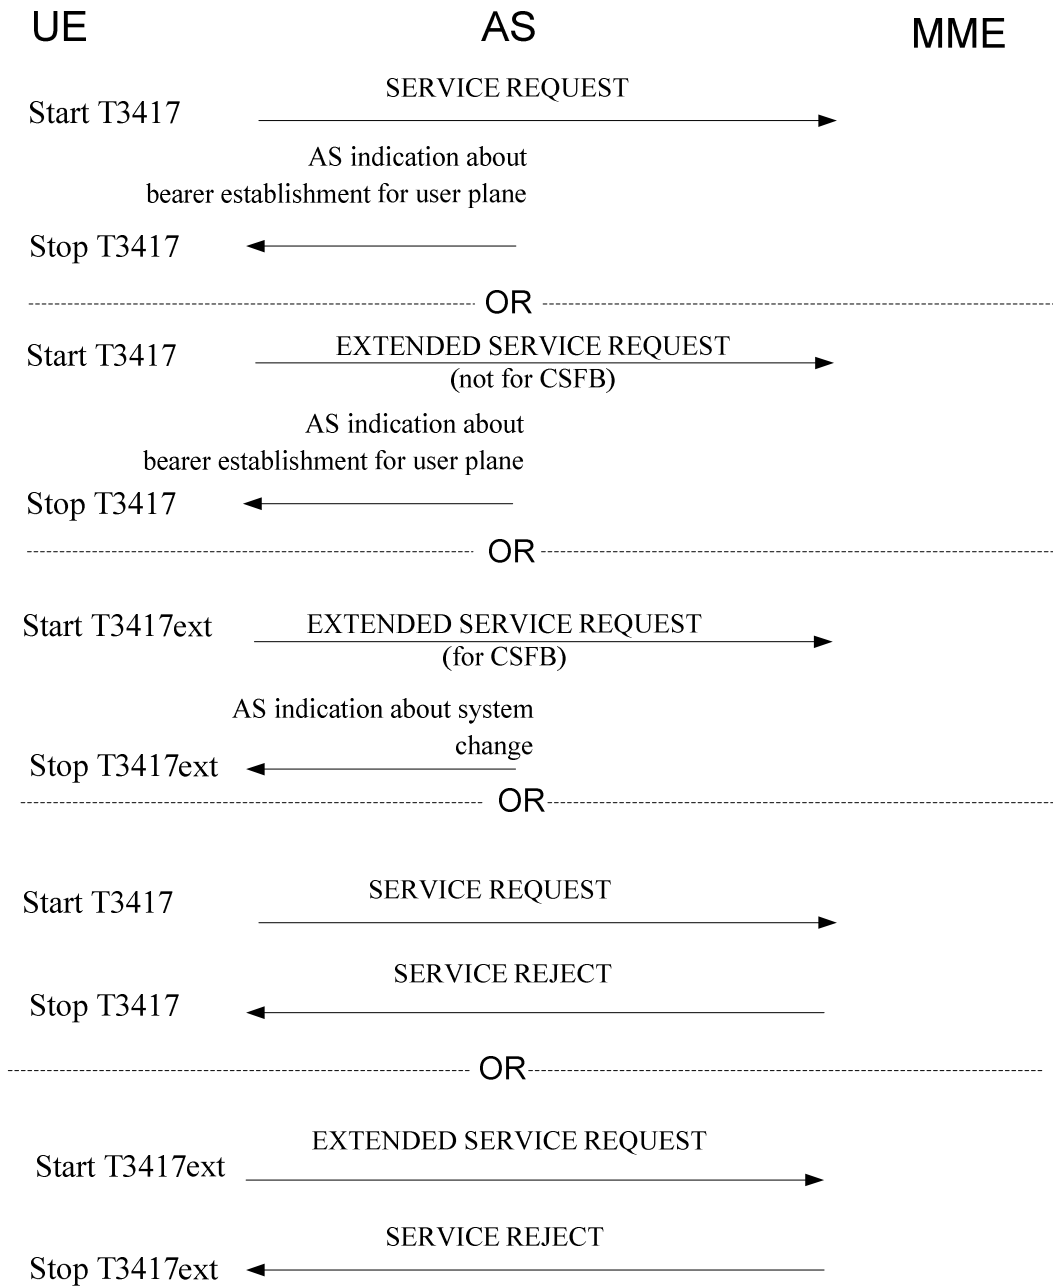 UE
AS
MME
SERVICE REQUEST
Start T3417
AS indication about
bearer establishment for user plane
Stop T3417
OR
EXTENDED SERVICE REQUEST
Start T3417
(not for CSFB)
AS indication about
bearer establishment for user plane
Stop T3417
OR
Start T3417ext
EXTENDED SERVICE REQUEST
(for CSFB)
AS indication about system
change
Stop T3417ext
OR
SERVICE REQUEST
Start T3417
SERVICE REJECT
Stop T3417
OR
EXTENDED SERVICE REQUEST
Start T3417ext
SERVICE REJECT
Stop T3417ext